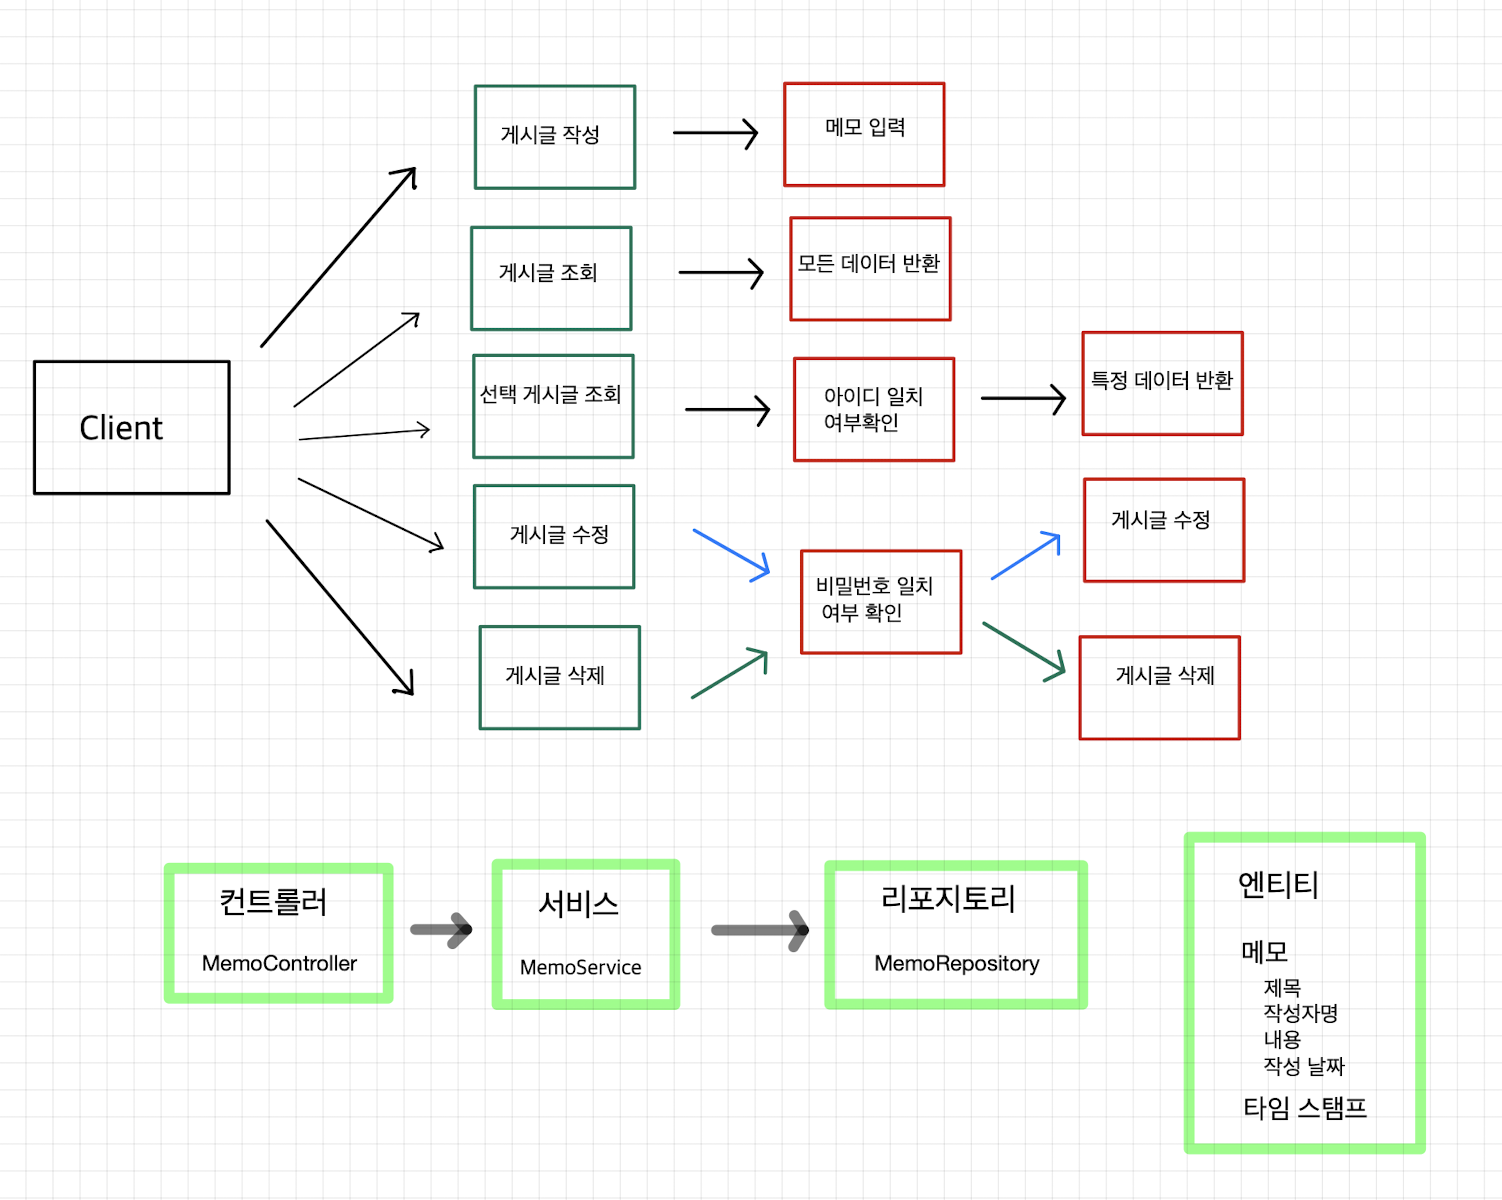 게시글 작성
메모 입력
게시글 조회
모든 데이터 반환
선택 게시글 조회
아이디 일치
여부확인
특정 데이터 반환
Client
게시글 수정
비밀번호 일치
여부 확인
게시글 수정
게시글 삭제
게시글 삭제
컨트롤러
MemoController
서비스
MemoService
리포지토리
MemoRepository
엔티티
메모
제목
작성자명
내용
작성 날짜
타임 스탬프